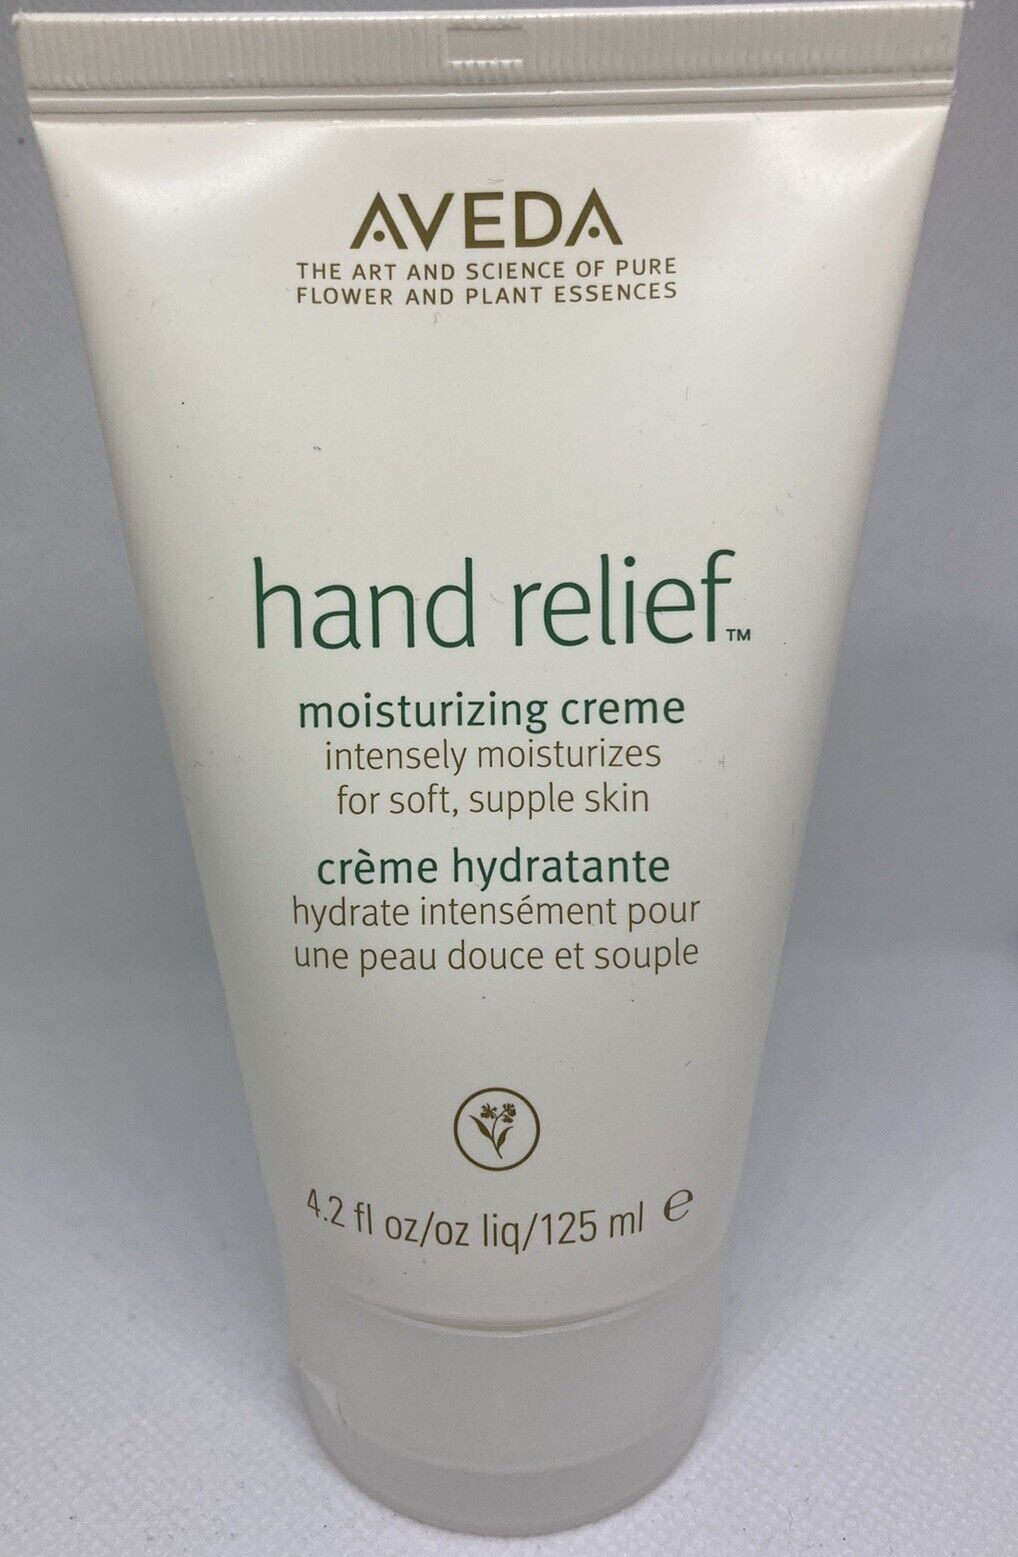 AVEDA
THE ART AND SCIENCE OF PURE
FLOWER AND PLANT ESSENCES
hand relief™
moisturizing creme
intensely moisturizes
for soft, supple skin
crème hydratante
hydrate intensément pour
une peau douce et souple
4.2 fl oz/oz liq/125 ml ℮